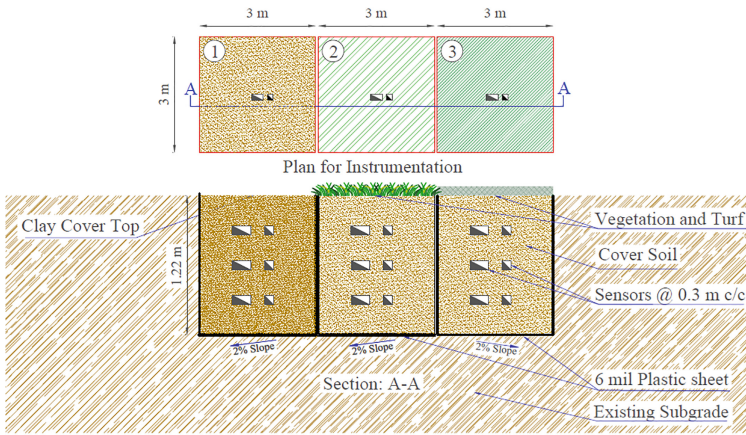 3 m
3 m
3 m
1
2
3
A
A
3 m
Plan for Instrumentation
Clay Cover Top
Vegetation and Turf
Cover Soil
1.22 m
Sensors @ 0.3 m c/c
2% Slope
2% Slope
2% Slope
Section: A-A
6 mil Plastic sheet
Existing Subgrade